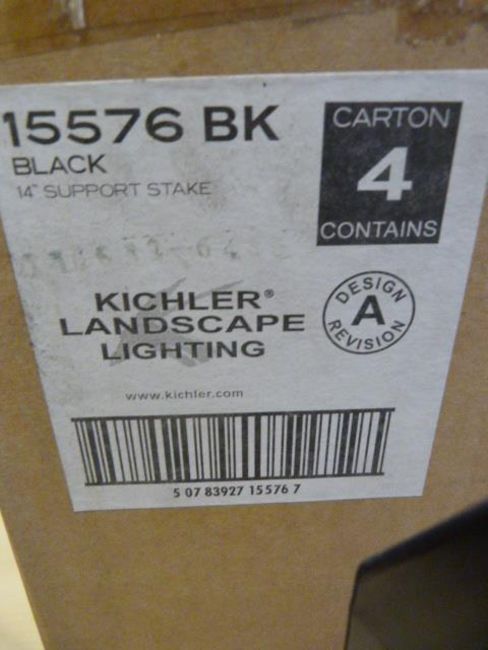 15576 BK
BLACK
14" SUPPORT STAKE
CARTON
4
CONTAINS
KICHLER®
LANDSCAPE
LIGHTING
DESIGN
A
REVISION
www.kichler.com
5 07 83927 15576 7